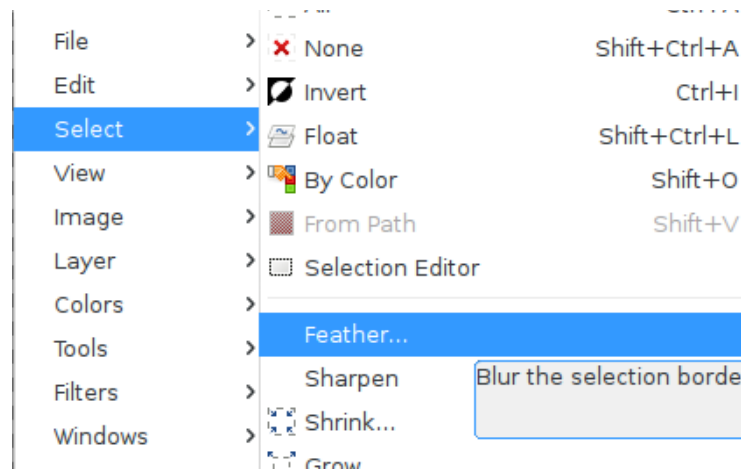 File
Edit
Select
View
Image
Layer
Colors
Tools
Filters
Windows
None Shift+Ctrl+A
Invert Ctrl+I
Float Shift+Ctrl+L
By Color Shift+O
From Path Shift+V
Selection Editor
Feather...
Sharpen
Blur the selection borde
Shrink...
Grow